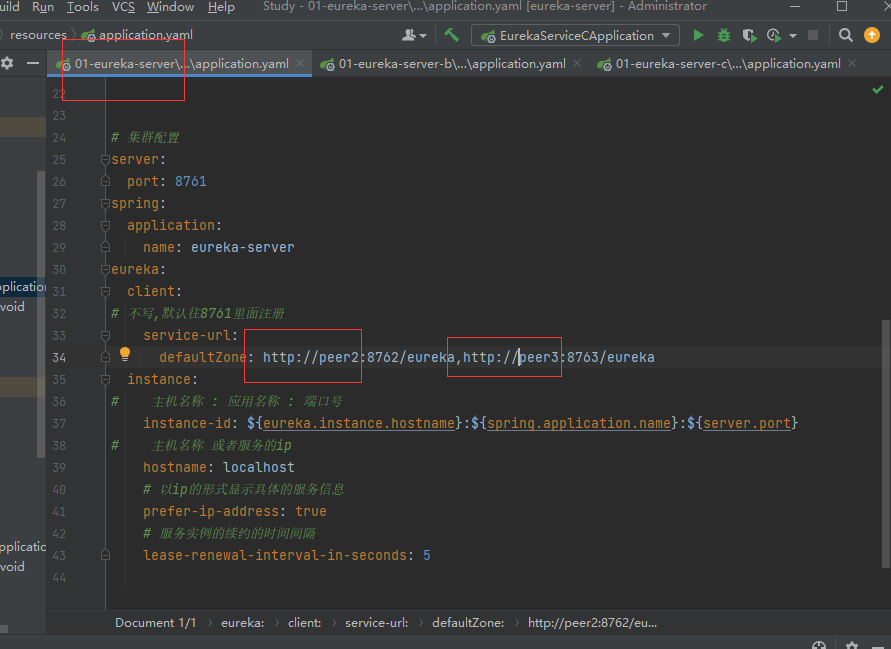 uild Run Tools VCS Window Help Study - 01-eureka-server\...\application.yaml [eureka-server] - Administrator
resources application.yaml EurekaServiceCApplication
01-eureka-server\...\application.yaml 01-eureka-server-b\...\application.yaml 01-eureka-server-c\...\application.yaml
22
23
24 # 集群配置
25 server:
26 port: 8761
27 spring:
28 application:
29 name: eureka-server
30 eureka:
31 client:
32 # 不写,默认往8761里面注册
33 service-url:
34 defaultZone: http://peer2:8762/eureka,http://peer3:8763/eureka
35 instance:
36 # 主机名称 : 应用名称 : 端口号
37 instance-id: ${eureka.instance.hostname}:${spring.application.name}:${server.port}
38 # 主机名称 或者服务的ip
39 hostname: localhost
40 # 以ip的形式显示具体的服务信息
41 prefer-ip-address: true
42 # 服务实例的续约的时间间隔
43 lease-renewal-interval-in-seconds: 5
44
pplication
void
pplicatio
void
Document 1/1 eureka: client: service-url: defaultZone: http://peer2:8762/eu...